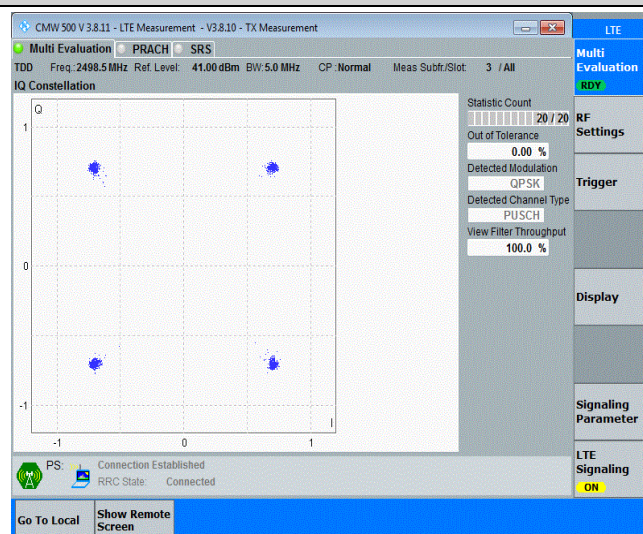 CMW 500 V 3.8.11 - LTE Measurement - V3.8.10 - TX Measurement
LTE
Multi Evaluation PRACH SRS
Multi
Evaluation
RDY
TDD Freq.:2498.5 MHz Ref. Level: 41.00 dBm BW:5.0 MHz CP:Normal Meas Subfr./Slot: 3 / All
IQ Constellation
Statistic Count
20 / 20
Out of Tolerance
0.00 %
Detected Modulation
QPSK
Detected Channel Type
PUSCH
View Filter Throughput
100.0 %
Q
1
0
-1
I
-1 0 1
RF
Settings
Trigger
Display
Signaling
Parameter
LTE
Signaling
ON
PS: Connection Established
RRC State: Connected
Go To Local
Show Remote
Screen